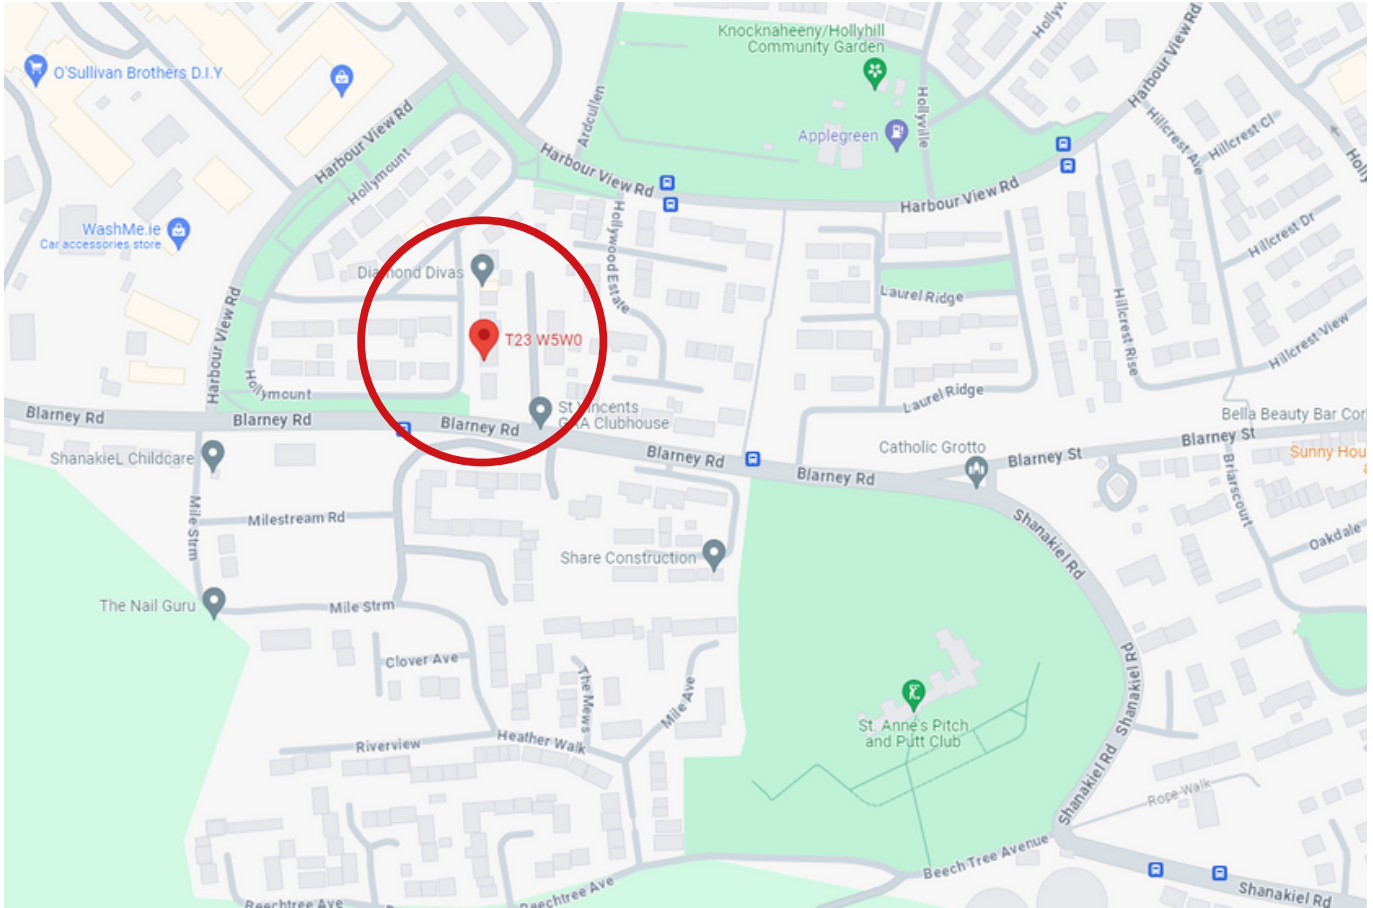 Knocknaheeny/Hollyhill
Community Garden
Harbour View Rd
O'Sullivan Brothers D.I.Y
Ardcullen
Hollyville
Applegreen
Harbour View Rd
Hillcrest Ave
Hillcrest Cl
Hollymount
Harbour View Rd
Harbour View Rd
WashMe.ie
Car accessories store
Hollywood Estate
Hillcrest Dr
Diamond Divas
Laurel Ridge
Harbour View Rd
T23 W5W0
Hillcrest Rise
Hillcrest View
Hollymount
Laurel Ridge
Blarney Rd
Blarney Rd
Blarney Rd
St Vincents
GAA Clubhouse
Bella Beauty Bar
Blarney St
ShanakieL Childcare
Blarney Rd
Blarney Rd
Catholic Grotto
Blarney St
Sunny
Briarscourt
Mile Strm
Milestream Rd
Shanakiel Rd
Oakdale
Share Construction
The Nail Guru
Mile Strm
Clover Ave
The Mews
Mile Ave
Shanakiel Rd
St. Anne's Pitch
and Putt Club
Riverview
Heather Walk
Shanakiel Rd
Rope Walk
Beech Tree Avenue
Beechtree Ave
Beechtree Ave
Shanakiel Rd